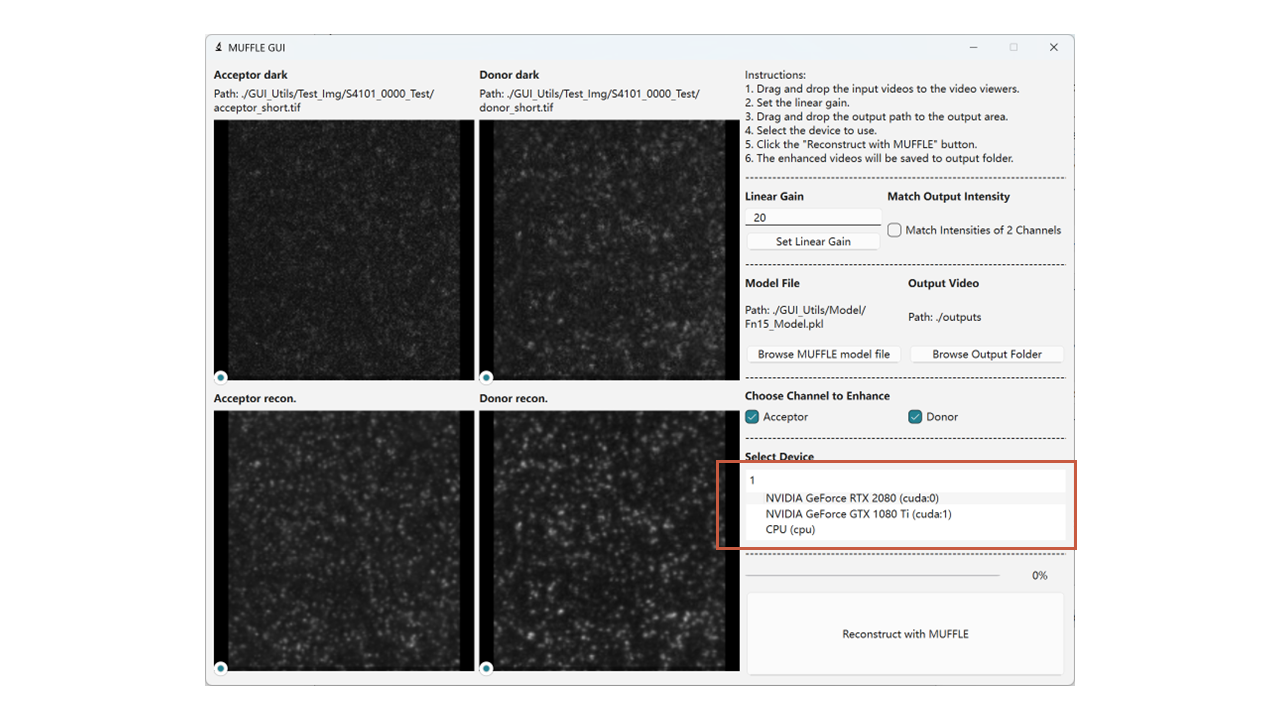 MUFFLE GUI
Acceptor dark
Path: ./GUI_Utils/Test_Img/S4101_0000_Test/
acceptor_short.tif
Donor dark
Path: ./GUI_Utils/Test_Img/S4101_0000_Test/
donor_short.tif
Acceptor recon.
Donor recon.
Instructions:
1. Drag and drop the input videos to the video viewers.
2. Set the linear gain.
3. Drag and drop the output path to the output area.
4. Select the device to use.
5. Click the "Reconstruct with MUFFLE" button.
6. The enhanced videos will be saved to output folder.
Linear Gain
20
Set Linear Gain
Match Output Intensity
Match Intensities of 2 Channels
Model File
Path: ./GUI_Utils/Model/
Fn15_Model.pkl
Browse MUFFLE model file
Output Video
Path: ./outputs
Browse Output Folder
Choose Channel to Enhance
Acceptor
Donor
Select Device
1
NVIDIA GeForce RTX 2080 (cuda:0)
NVIDIA GeForce GTX 1080 Ti (cuda:1)
CPU (cpu)
0%
Reconstruct with MUFFLE